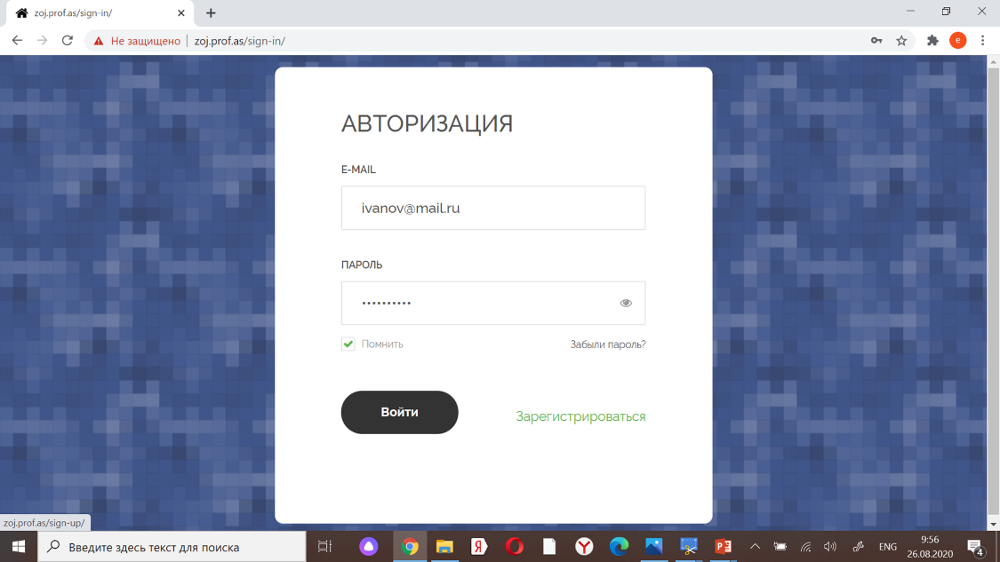 zoj.prof.as/sign-in/
Не защищено | zoj.prof.as/sign-in/
e
АВТОРИЗАЦИЯ
E-MAIL
ivanov@mail.ru
ПАРОЛЬ
••••••••••
Помнить
Забыли пароль?
Войти
Зарегистрироваться
zoj.prof.as/sign-up/
Введите здесь текст для поиска
Я
Y
P
ENG
9:56
26.08.2020
4